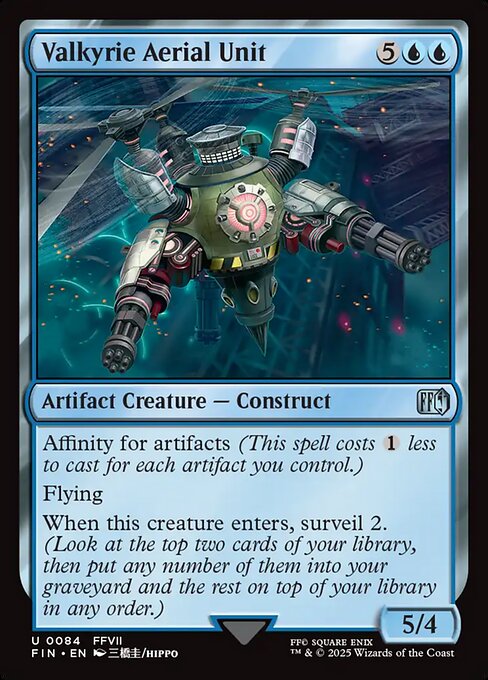 Valkyrie Aerial Unit 5
Artifact Creature — Construct FF
Affinity for artifacts (This spell costs 1 less
to cast for each artifact you control.)
Flying
When this creature enters, surveil 2.
(Look at the top two cards of your library,
then put any number of them into your
graveyard and the rest on top of your library
in any order.)
5/4
U 0084 FFVII
FIN • EN 三橋圭/HIPPO
FF© SQUARE ENIX
™ & © 2025 Wizards of the Coast